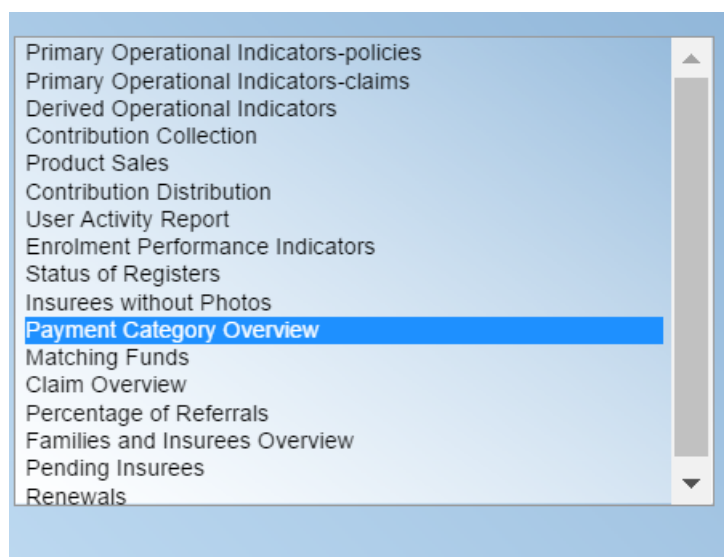 Primary Operational Indicators-policies
Primary Operational Indicators-claims
Derived Operational Indicators
Contribution Collection
Product Sales
Contribution Distribution
User Activity Report
Enrolment Performance Indicators
Status of Registers
Insurees without Photos
Payment Category Overview
Matching Funds
Claim Overview
Percentage of Referrals
Families and Insurees Overview
Pending Insurees
Renewals